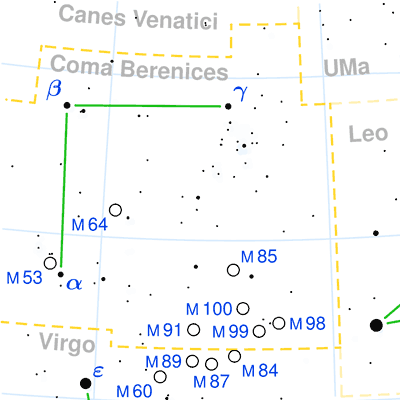 Canes Venatici
Coma Berenices
UMa
β
γ
Leo
M 64
M 85
M 53
α
M 100
M 91
M 99
M 98
Virgo
M 89
M 84
ε
M 87
M 60